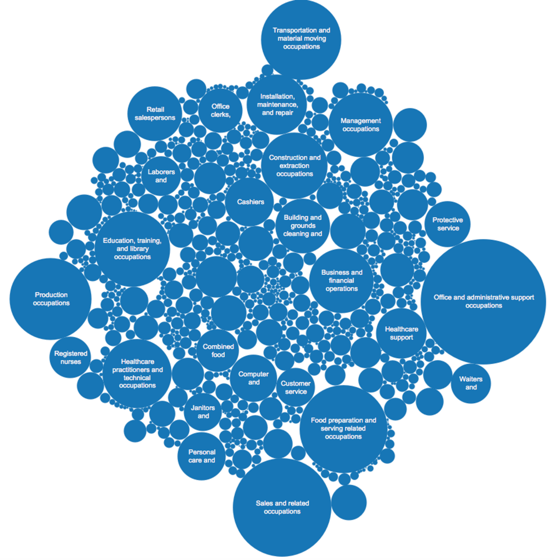 Transportation and
material moving
occupations
Retail
salespersons
Office
clerks,
Installation,
maintenance,
and repair
Management
occupations
Laborers
and
Construction and
extraction
occupations
Cashiers
Building and
grounds
cleaning and
Protective
service
Education, training,
and library
occupations
Business and
financial
operations
Production
occupations
Office and administrative support
occupations
Healthcare
support
Registered
nurses
Combined
food
Healthcare
practitioners and
technical
occupations
Computer
and
Customer
service
Waiters
and
Janitors
and
Food preparation and
serving related
occupations
Personal
care and
Sales and related
occupations